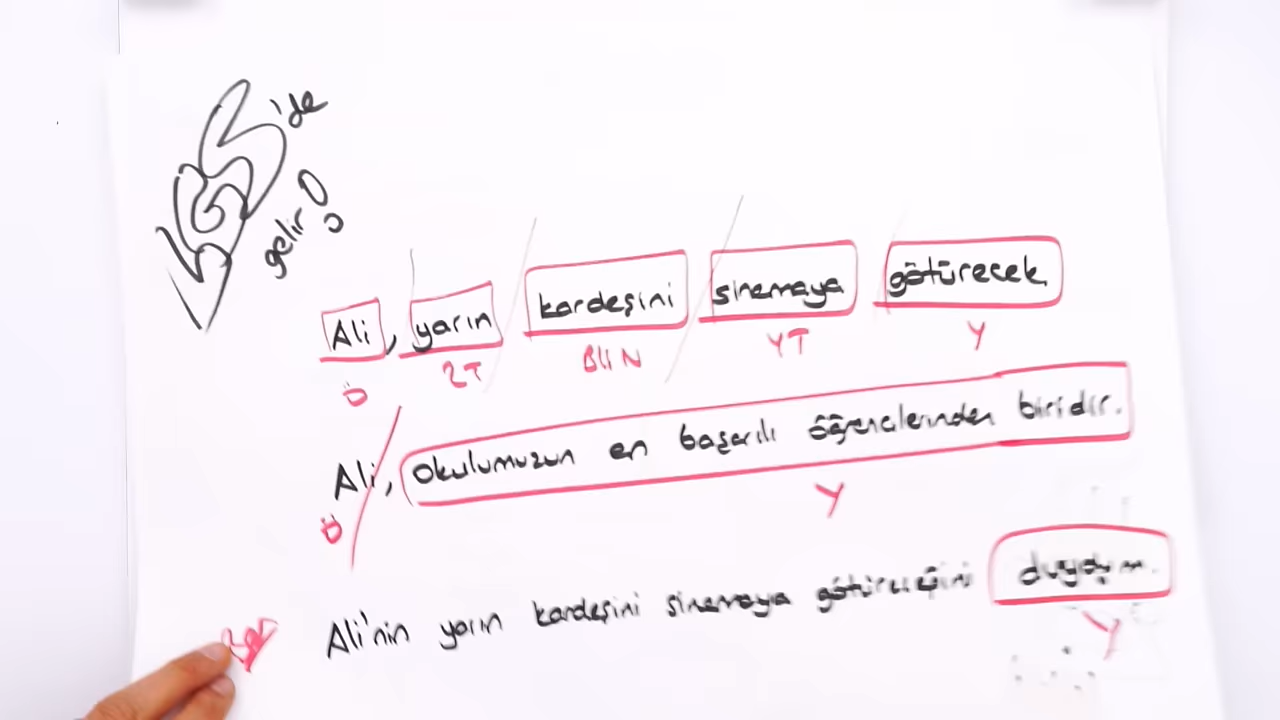 LGS'de
gelir!
Ali, yarın kardeşini sinemaya götürecek
Ö ZT BLİN YT Y
Ali, okulumuzun en başarılı öğrencilerinden biridir.
Ö Y
Ali'nin yarın kardeşini sinemaya götüreceğini duydum.
Y